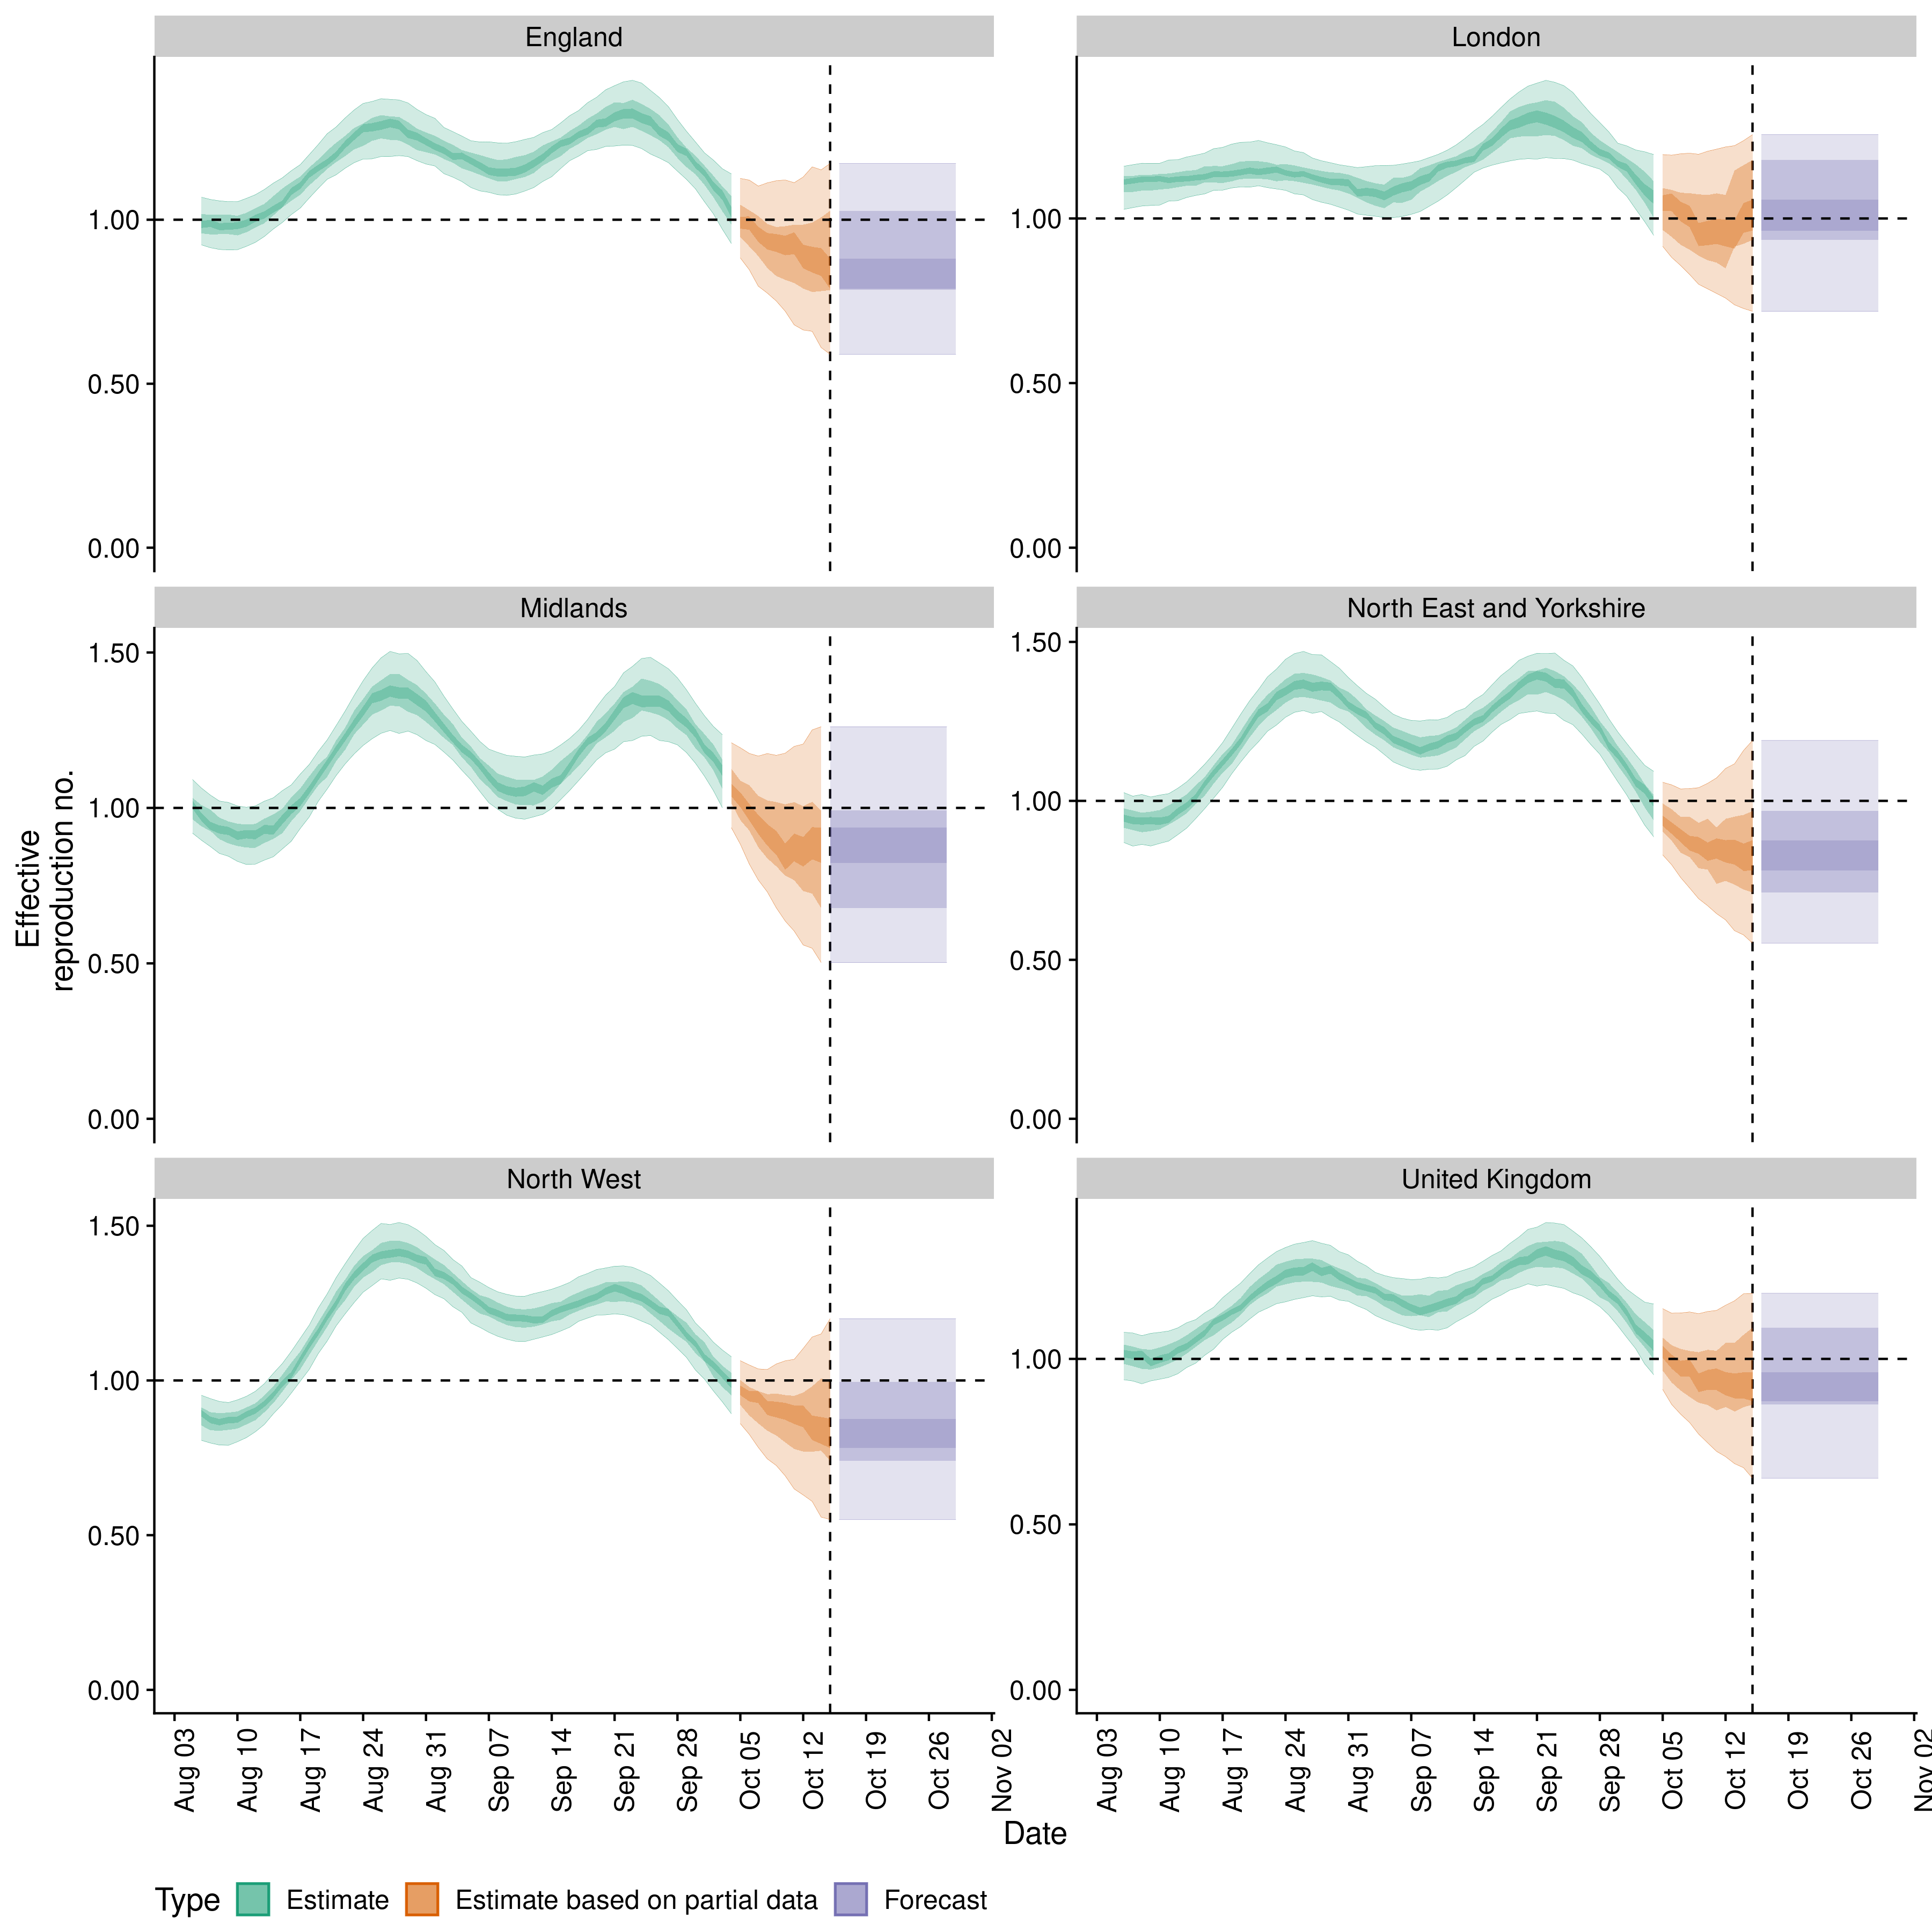 England
London
1.00
0.50
0.00
1.00
0.50
0.00
Midlands
North East and Yorkshire
1.50
1.00
0.50
0.00
1.50
1.00
0.50
0.00
Effective
reproduction no.
North West
United Kingdom
1.50
1.00
0.50
0.00
1.00
0.50
0.00
Aug 03
Aug 10
Aug 17
Aug 24
Aug 31
Sep 07
Sep 14
Sep 21
Sep 28
Oct 05
Oct 12
Oct 19
Oct 26
Nov 02
Aug 03
Aug 10
Aug 17
Aug 24
Aug 31
Sep 07
Sep 14
Sep 21
Sep 28
Oct 05
Oct 12
Oct 19
Oct 26
Nov 02
Date
Type Estimate Estimate based on partial data Forecast